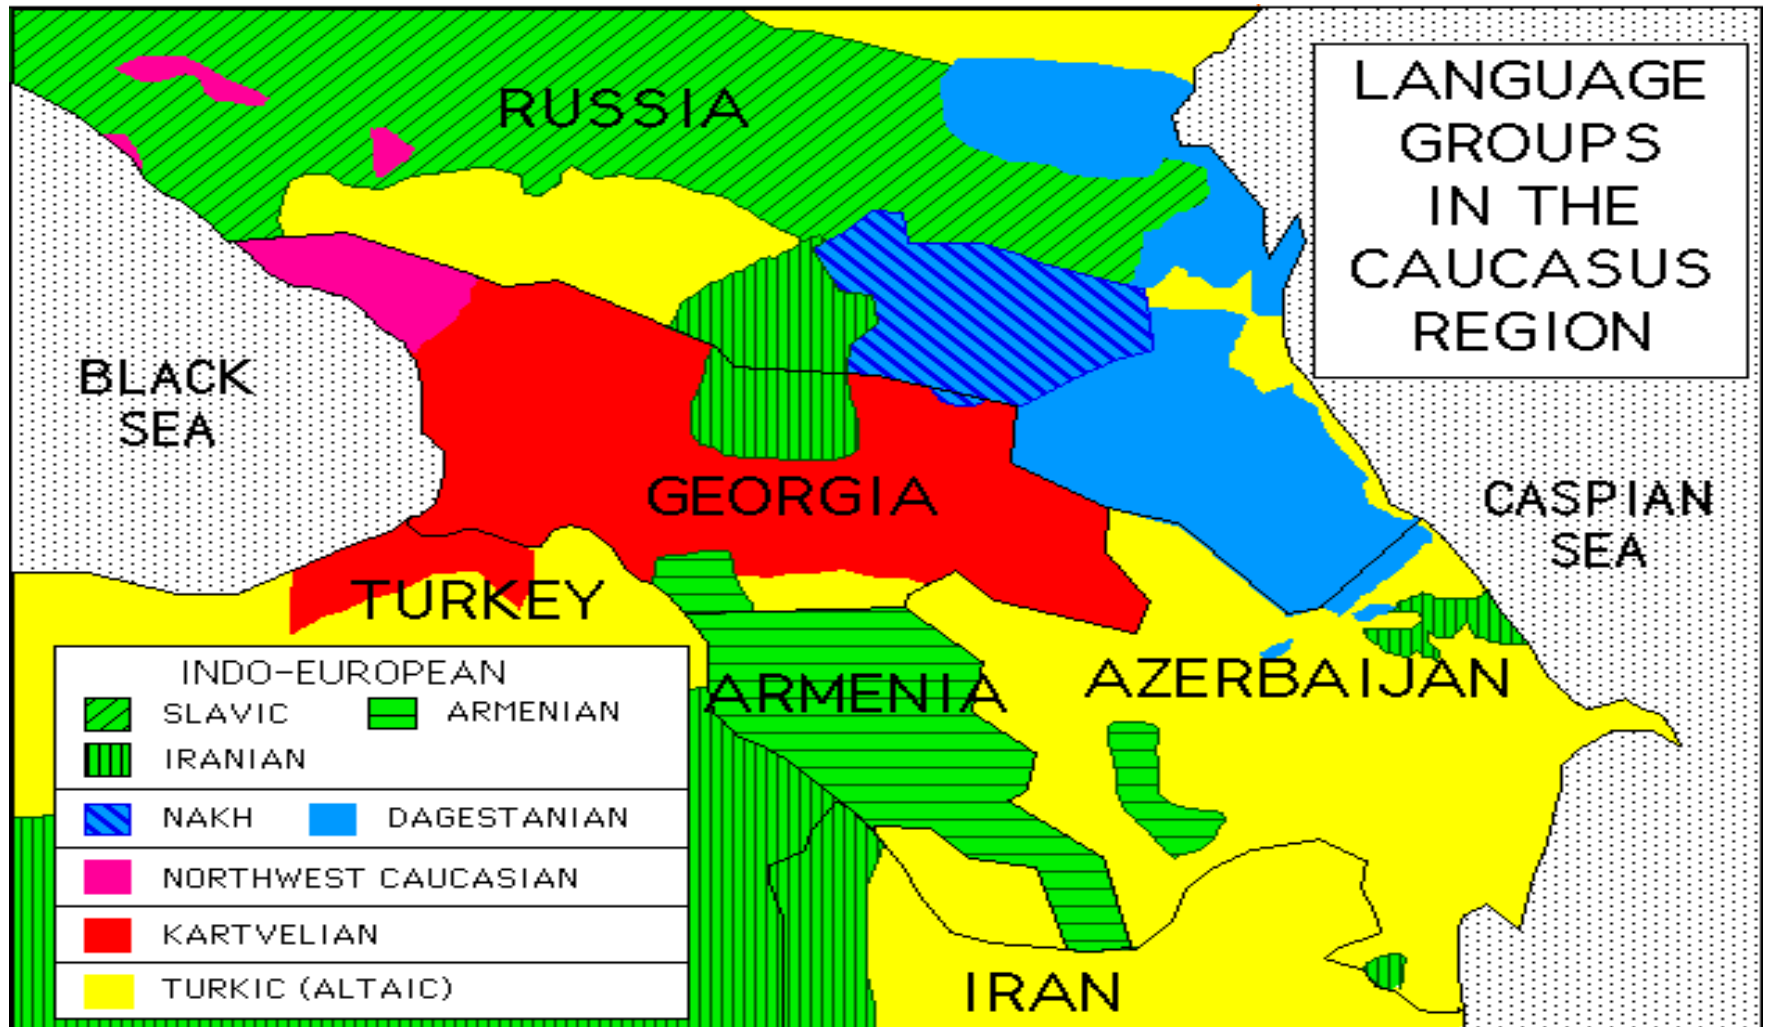 LANGUAGE
GROUPS
IN THE
CAUCASUS
REGION
RUSSIA
BLACK
SEA
GEORGIA
CASPIAN
SEA
TURKEY
ARMENIA
AZERBAIJAN
IRAN
INDO-EUROPEAN
SLAVIC
ARMENIAN
IRANIAN
NAKH
DAGESTANIAN
NORTHWEST CAUCASIAN
KARTVELIAN
TURKIC (ALTAIC)